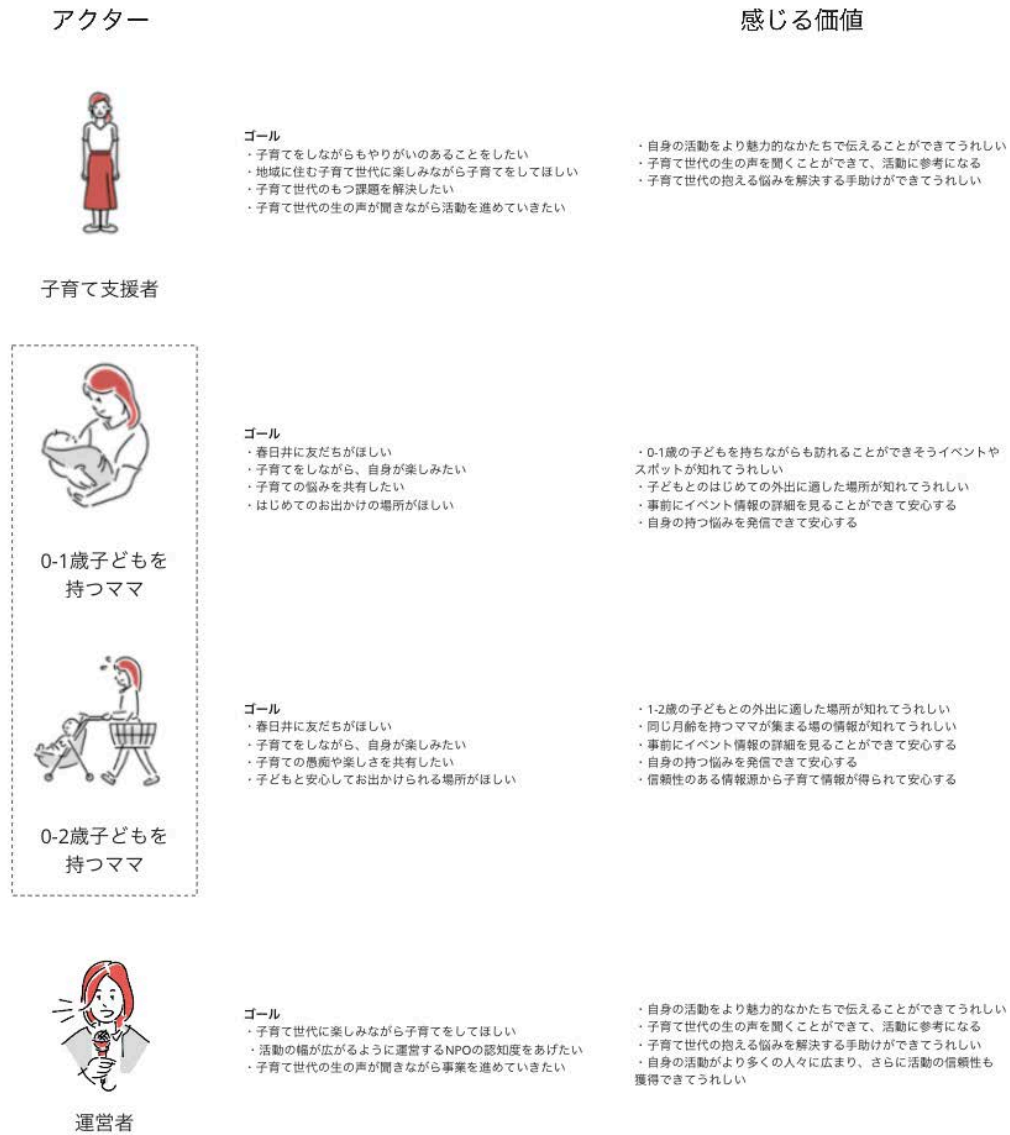 アクター
感じる価値
子育て支援者
ゴール
・子育てをしながらもやりがいのあることをしたい
・地域に住む子育て世代に楽しみながら子育てをしてほしい
・子育て世代のもつ課題を解決したい
・子育て世代の生の声が聞きながら活動を進めていきたい
・自身の活動をより魅力的なかたちで伝えることができてうれしい
・子育て世代の生の声を聞くことができて、活動に参考になる
・子育て世代の抱える悩みを解決する手助けができてうれしい
0-1歳子どもを
持つママ
ゴール
・春日井に友だちがほしい
・子育てをしながら、自身が楽しみたい
・子育ての悩みを共有したい
・はじめてのお出かけの場所がほしい
・0-1歳の子どもを持ちながらも訪れることができそうイベントや
スポットが知れてうれしい
・子どもとのはじめての外出に適した場所が知れてうれしい
・事前にイベント情報の詳細を見ることができて安心する
・自身の持つ悩みを発信できて安心する
0-2歳子どもを
持つママ
ゴール
・春日井に友だちがほしい
・子育てをしながら、自身が楽しみたい
・子育ての愚痴や楽しさを共有したい
・子どもと安心してお出かけられる場所がほしい
・1-2歳の子どもとの外出に適した場所が知れてうれしい
・同じ月齢を持つママが集まる場の情報が知れてうれしい
・事前にイベント情報の詳細を見ることができて安心する
・自身の持つ悩みを発信できて安心する
・信頼性のある情報源から子育て情報が得られて安心する
運営者
ゴール
・子育て世代に楽しみながら子育てをしてほしい
・活動の幅が広がるように運営するNPOの認知度をあげたい
・子育て世代の生の声が聞きながら事業を進めていきたい
・自身の活動をより魅力的なかたちで伝えることができてうれしい
・子育て世代の生の声を聞くことができて、活動に参考になる
・子育て世代の抱える悩みを解決する手助けができてうれしい
・自身の活動がより多くの人々に広まり、さらに活動の信頼性も
獲得できてうれしい